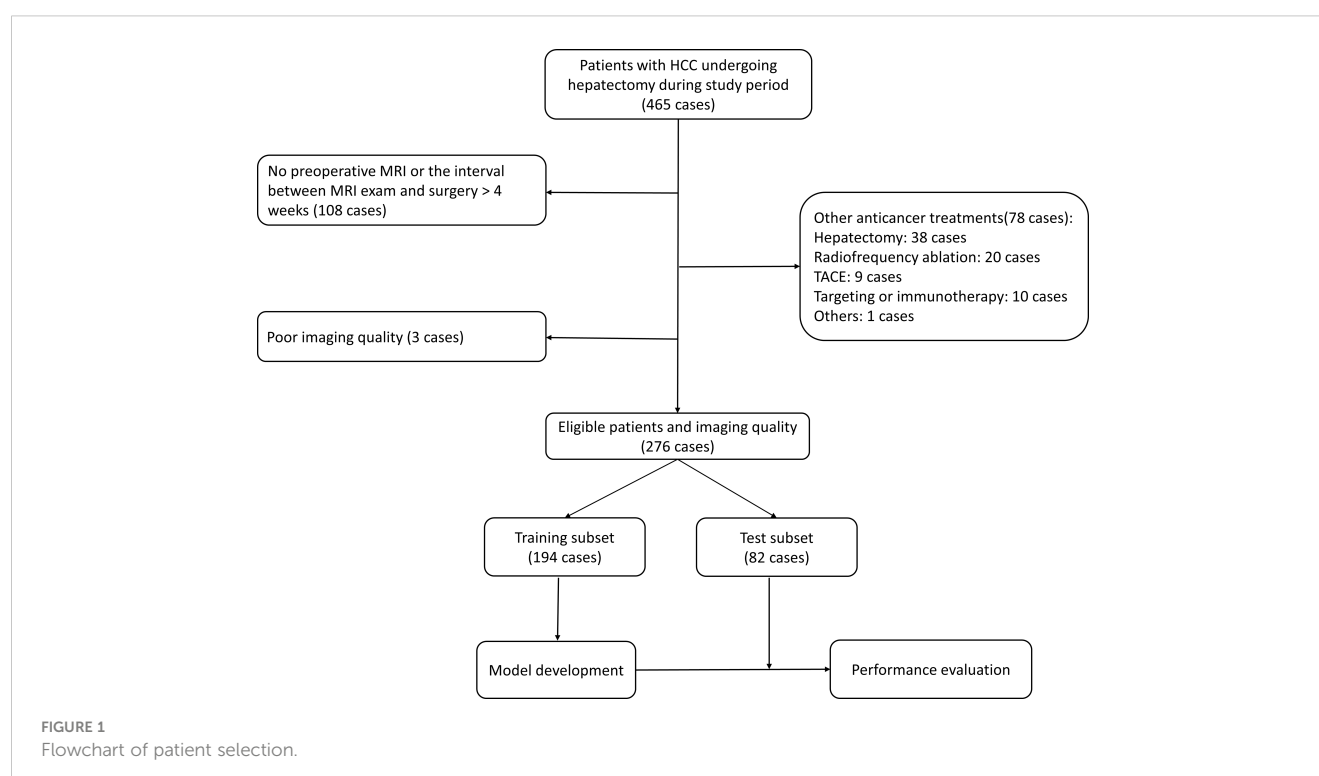 Patients with HCC undergoing
hepatectomy during study period
(465 cases)
No preoperative MRI or the interval
between MRI exam and surgery > 4
weeks (108 cases)
Other anticancer treatments(78 cases):
Hepatectomy: 38 cases
Radiofrequency ablation: 20 cases
TACE: 9 cases
Targeting or immunotherapy: 10 cases
Others: 1 cases
Poor imaging quality (3 cases)
Eligible patients and imaging quality
(276 cases)
Training subset
(194 cases)
Test subset
(82 cases)
Model development
Performance evaluation
FIGURE 1
Flowchart of patient selection.